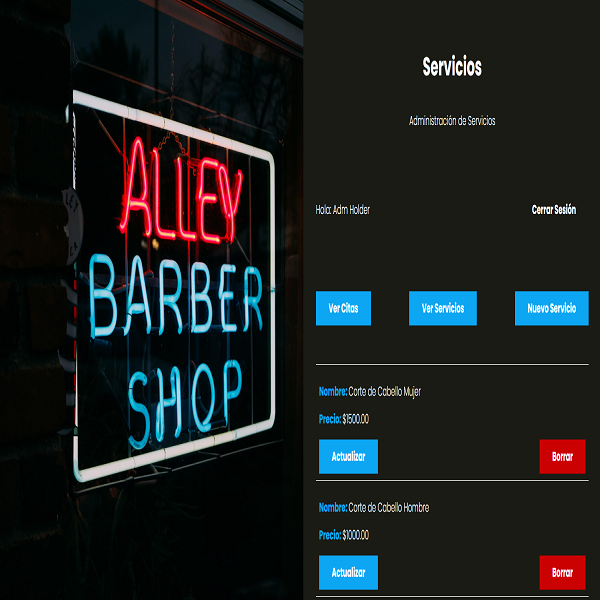 ALLEY
BARBER
SHOP
Servicios
Administración de Servicios
Hola: Adm Holder
Cerrar Sesión
Ver Citas
Ver Servicios
Nuevo Servicio
Nombre: Corte de Cabello Mujer
Precio: $1500.00
Actualizar
Borrar
Nombre: Corte de Cabello Hombre
Precio: $1000.00
Actualizar
Borrar